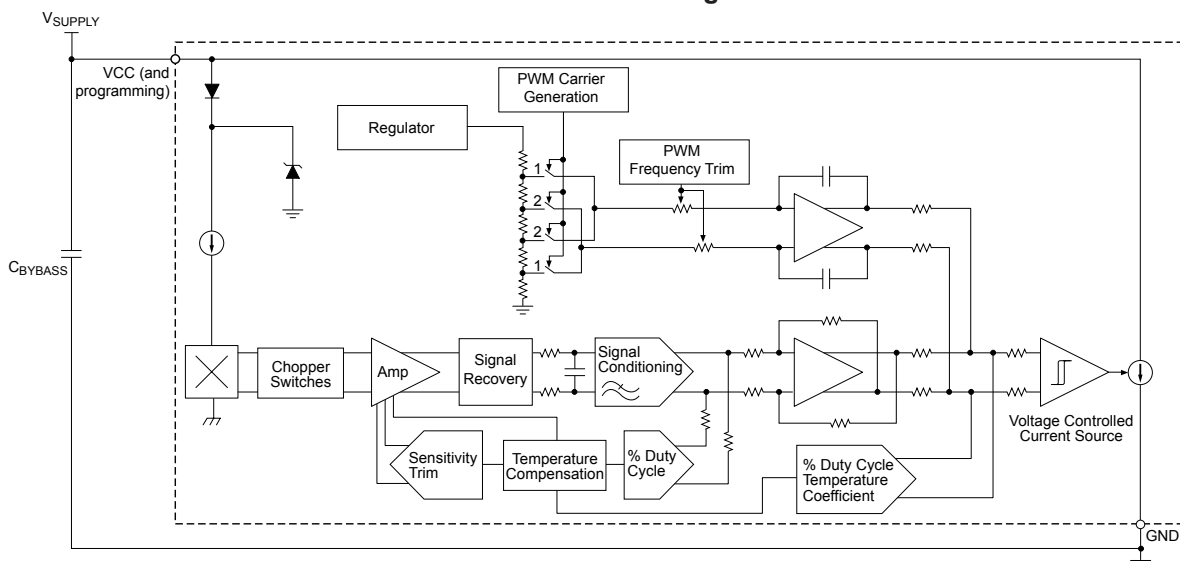 VSUPPLY
VCC (and
programming)
PWM Carrier
Generation
Regulator
PWM
Frequency Trim
1
2
2
1
CBYBASS
Chopper
Switches
Amp
Signal
Recovery
Signal
Conditioning
Voltage Controlled
Current Source
Sensitivity
Trim
Temperature
Compensation
% Duty
Cycle
% Duty Cycle
Temperature
Coefficient
GND